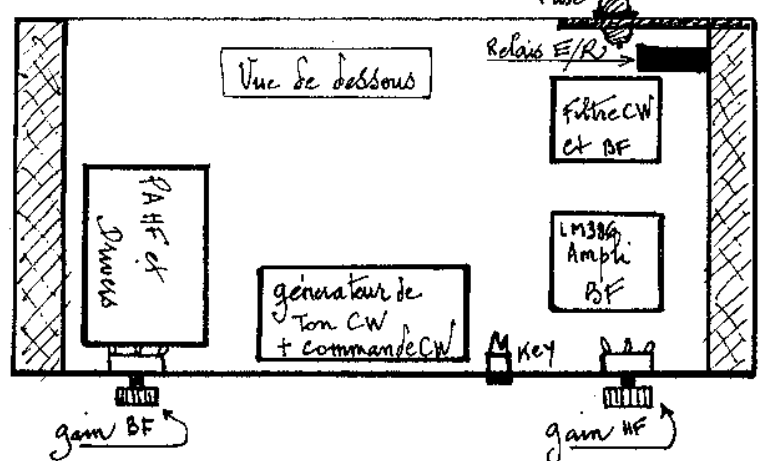 Relais E/R
Vue de dessous
Filtre CW
et BF
PA HF et
Drivers
LM386
Ampli
BF
générateur de
Ton CW
+ commande CW
Key
gain BF
gain HF